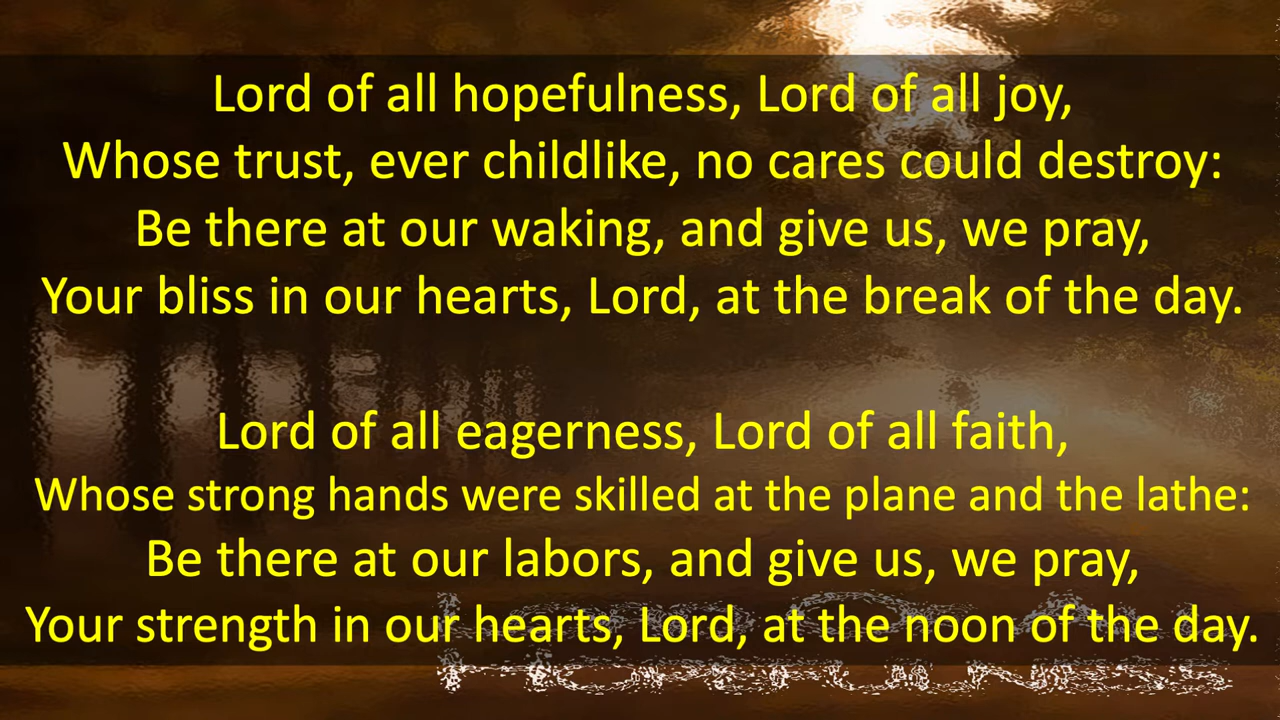 Lord of all hopefulness, Lord of all joy,
Whose trust, ever childlike, no cares could destroy:
Be there at our waking, and give us, we pray,
Your bliss in our hearts, Lord, at the break of the day.
Lord of all eagerness, Lord of all faith,
Whose strong hands were skilled at the plane and the lathe:
Be there at our labors, and give us, we pray,
Your strength in our hearts, Lord, at the noon of the day.